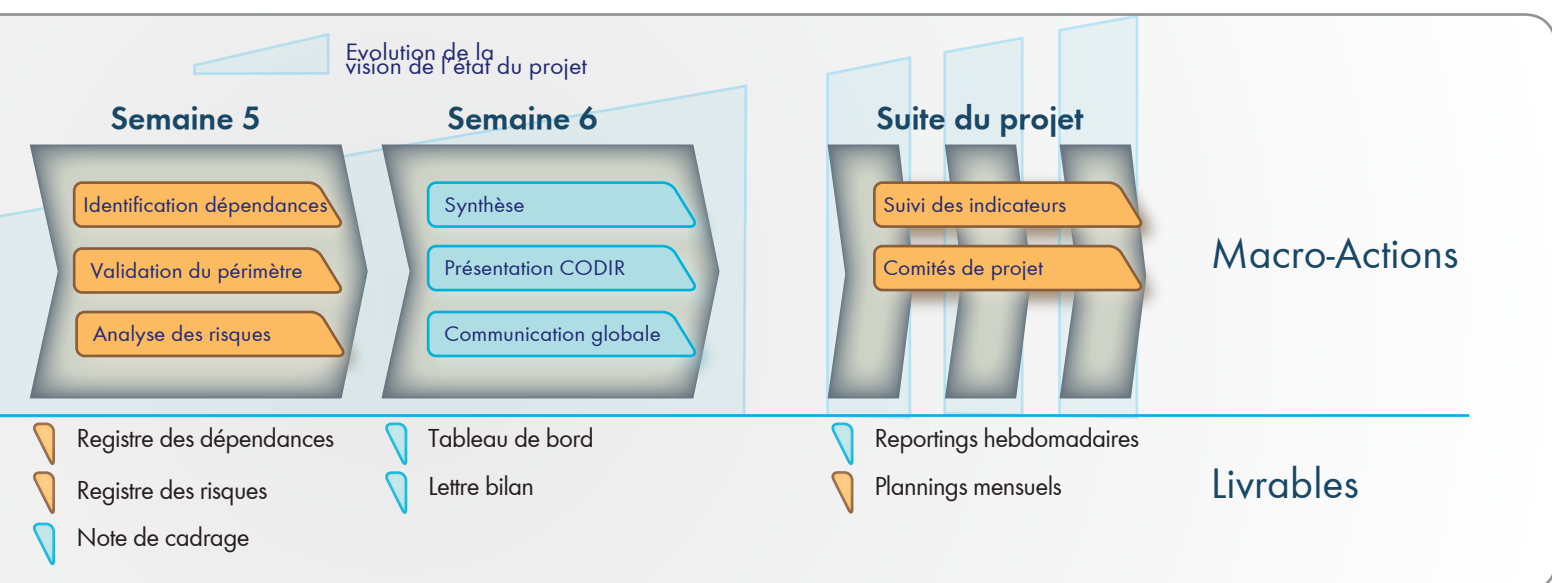 Evolution de la
vision de l'état du projet
Semaine 5
Semaine 6
Suite du projet
Identification dépendances
Synthèse
Suivi des indicateurs
Validation du périmètre
Présentation CODIR
Comités de projet
Macro-Actions
Analyse des risques
Communication globale
Registre des dépendances
Tableau de bord
Reportings hebdomadaires
Registre des risques
Lettre bilan
Plannings mensuels
Livrables
Note de cadrage